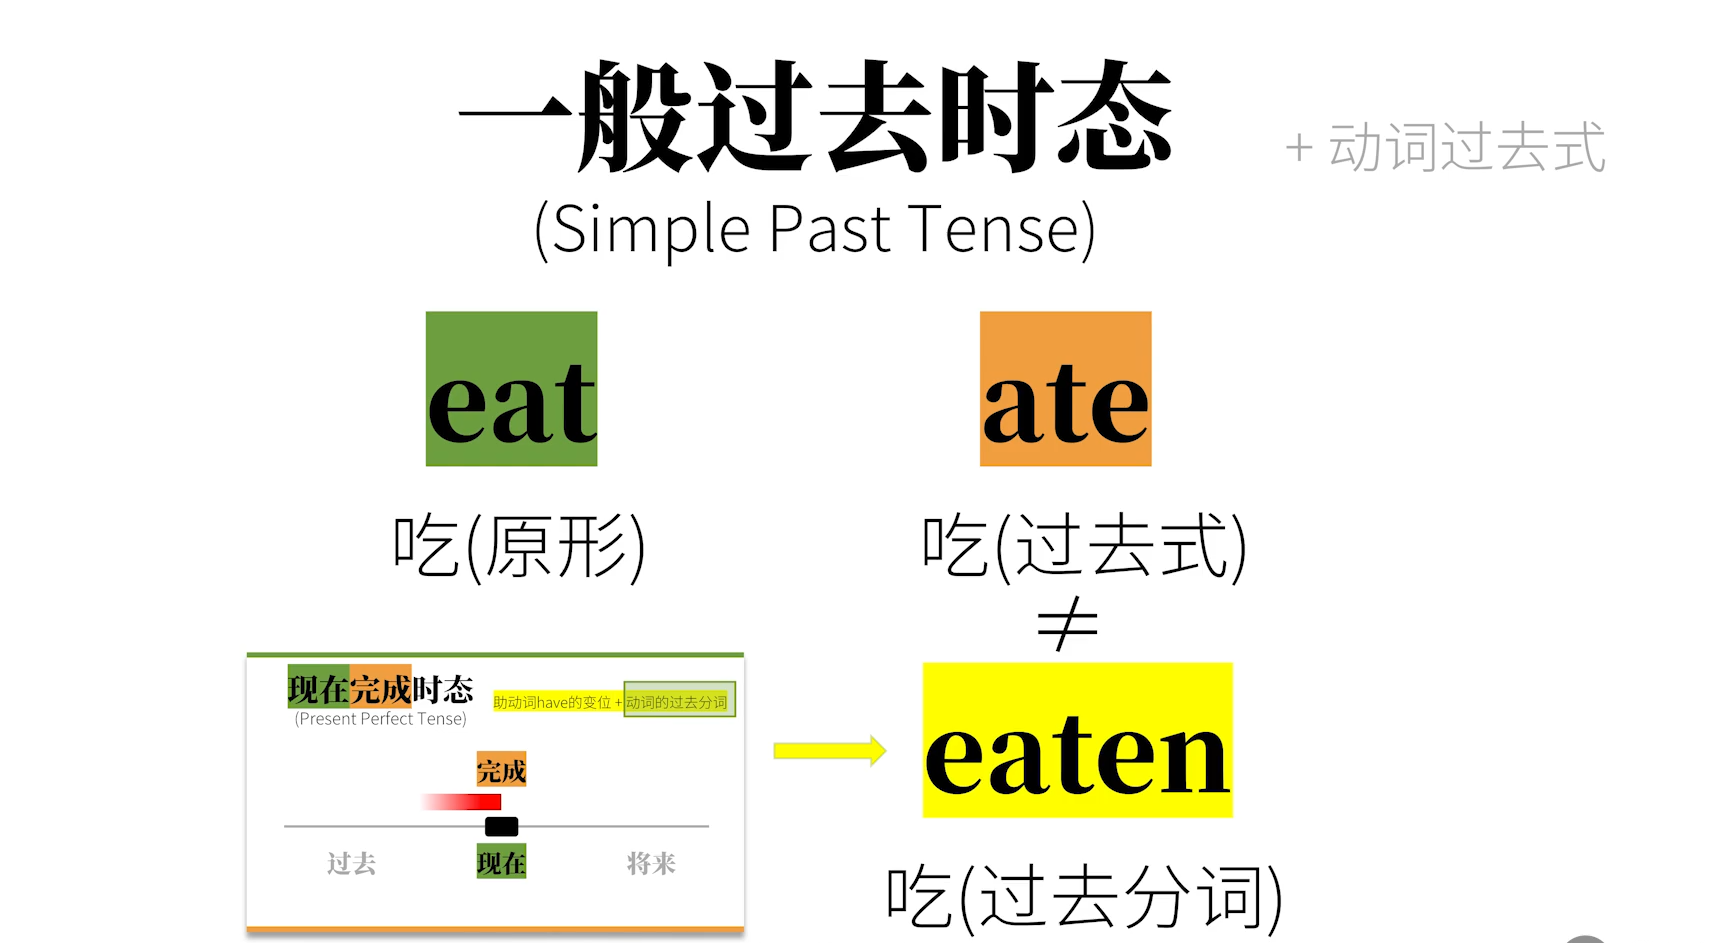 一般过去时态
+ 动词过去式
(Simple Past Tense)
eat
ate
吃(原形)
吃(过去式)
≠
现在完成时态
(Present Perfect Tense)
助动词have的变位 + 动词的过去分词
完成
过去
现在
将来
eaten
吃(过去分词)